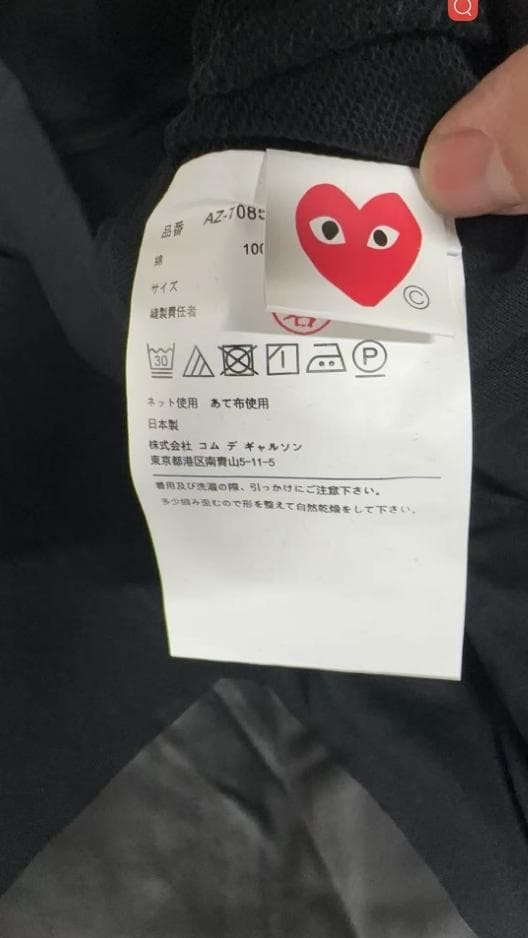 品番 AZ-T085
綿 100
サイズ
縫製責任者
石
30 P
ネット使用 あて布使用
日本製
株式会社 コム デ ギャルソン
東京都港区南青山5-11-5
着用及び洗濯の際、引っかけにご注意下さい。
多少編み歪むので形を整えて自然乾燥をして下さい。
©